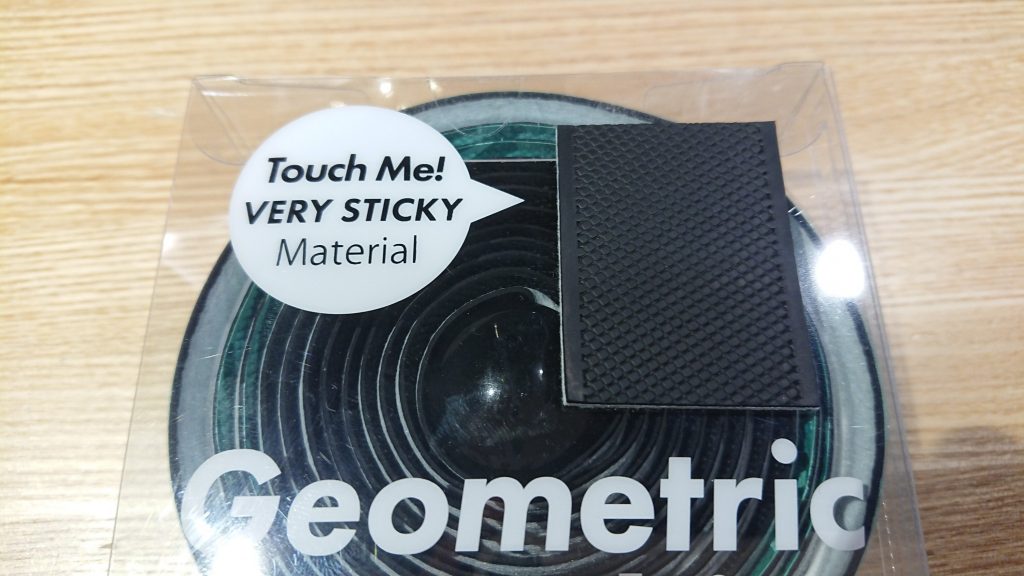 Touch Me!
VERY STICKY
Material
Geometric